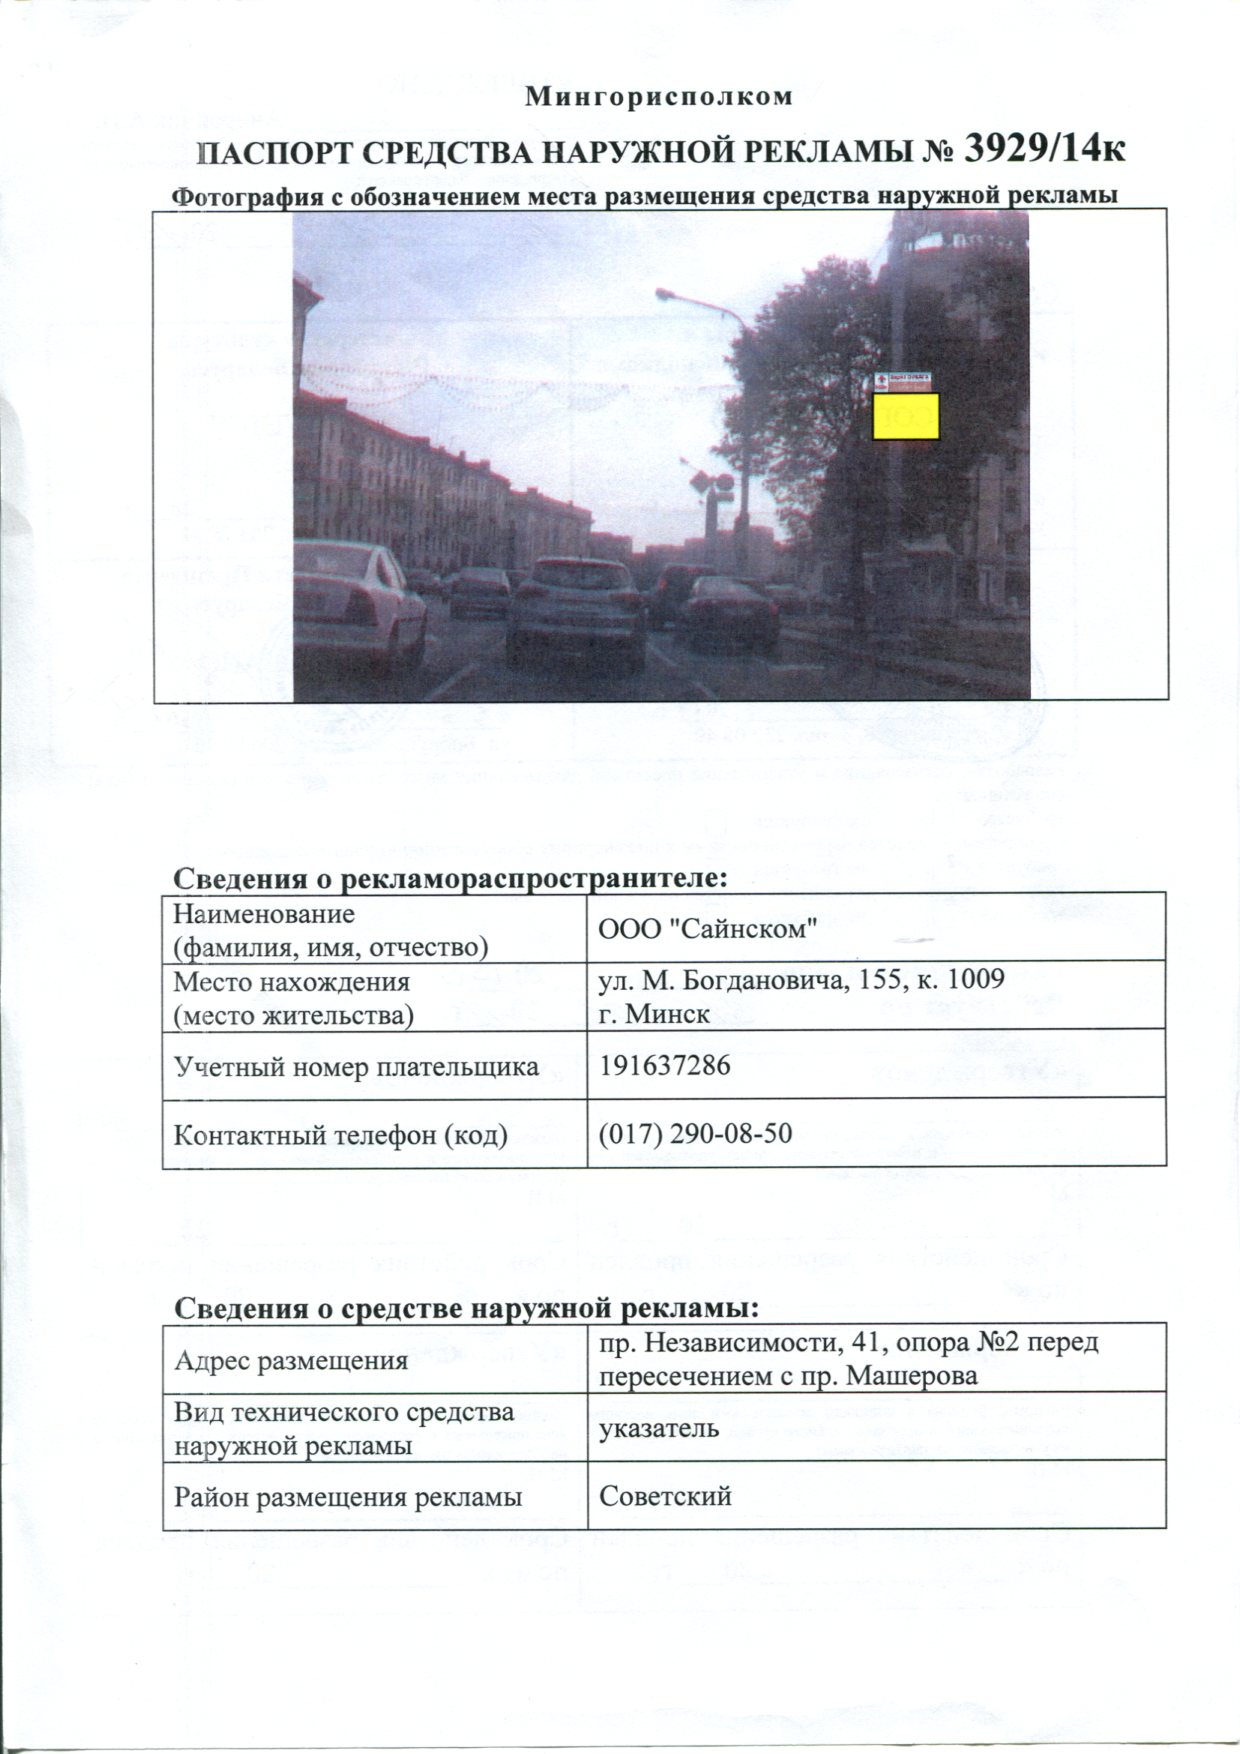 Мингорисполком
ПАСПОРТ СРЕДСТВА НАРУЖНОЙ РЕКЛАМЫ № 3929/14к
Фотография с обозначением места размещения средства наружной рекламы
Сведения о рекламораспространителе:
Наименование
(фамилия, имя, отчество)
ООО "Сайнском"
Место нахождения
(место жительства)
ул. М. Богдановича, 155, к. 1009
г. Минск
Учетный номер плательщика
191637286
Контактный телефон (код)
(017) 290-08-50
Сведения о средстве наружной рекламы:
Адрес размещения
пр. Независимости, 41, опора №2 перед
пересечением с пр. Машерова
Вид технического средства
наружной рекламы
указатель
Район размещения рекламы
Советский